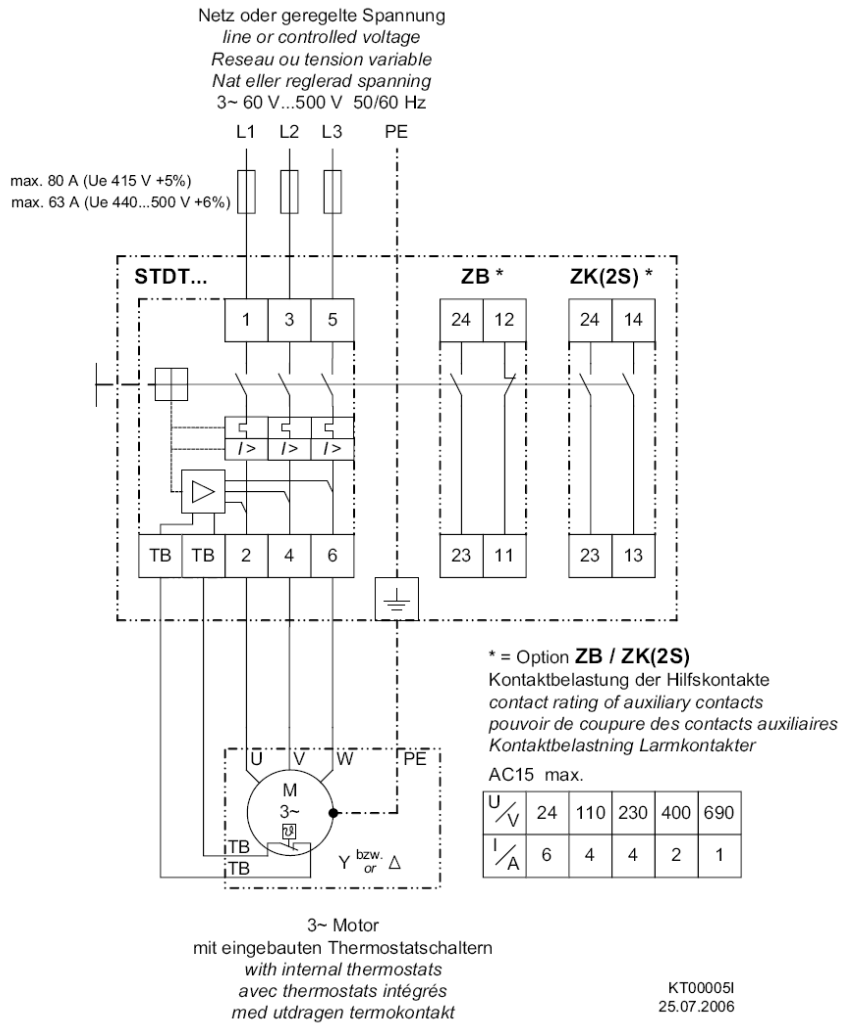 Netz oder geregelte Spannung
line or controlled voltage
Reseau ou tension variable
Nat eller reglerad spanning
3~ 60 V...500 V 50/60 Hz
L1 L2 L3 PE
max. 80 A (Ue 415 V +5%)
max. 63 A (Ue 440...500 V +6%)
STDT... ZB * ZK(2S) *
1 3 5 24 12 24 14
I > I > I >
TB TB 2 4 6 23 11 23 13
* = Option ZB / ZK(2S)
Kontaktbelastung der Hilfskontakte
contact rating of auxiliary contacts
pouvoir de coupure des contacts auxiliaires
Kontaktbelastning Larmkontakter
AC15 max.
U/V 24 110 230 400 690
I/A 6 4 4 2 1
U V W PE
M
3~
ϑ
TB
TB
Y bzw. or Δ
3~ Motor
mit eingebauten Thermostatschaltern
with internal thermostats
avec thermostats intégrés
med utdragen termokontakt
KT00005I
25.07.2006